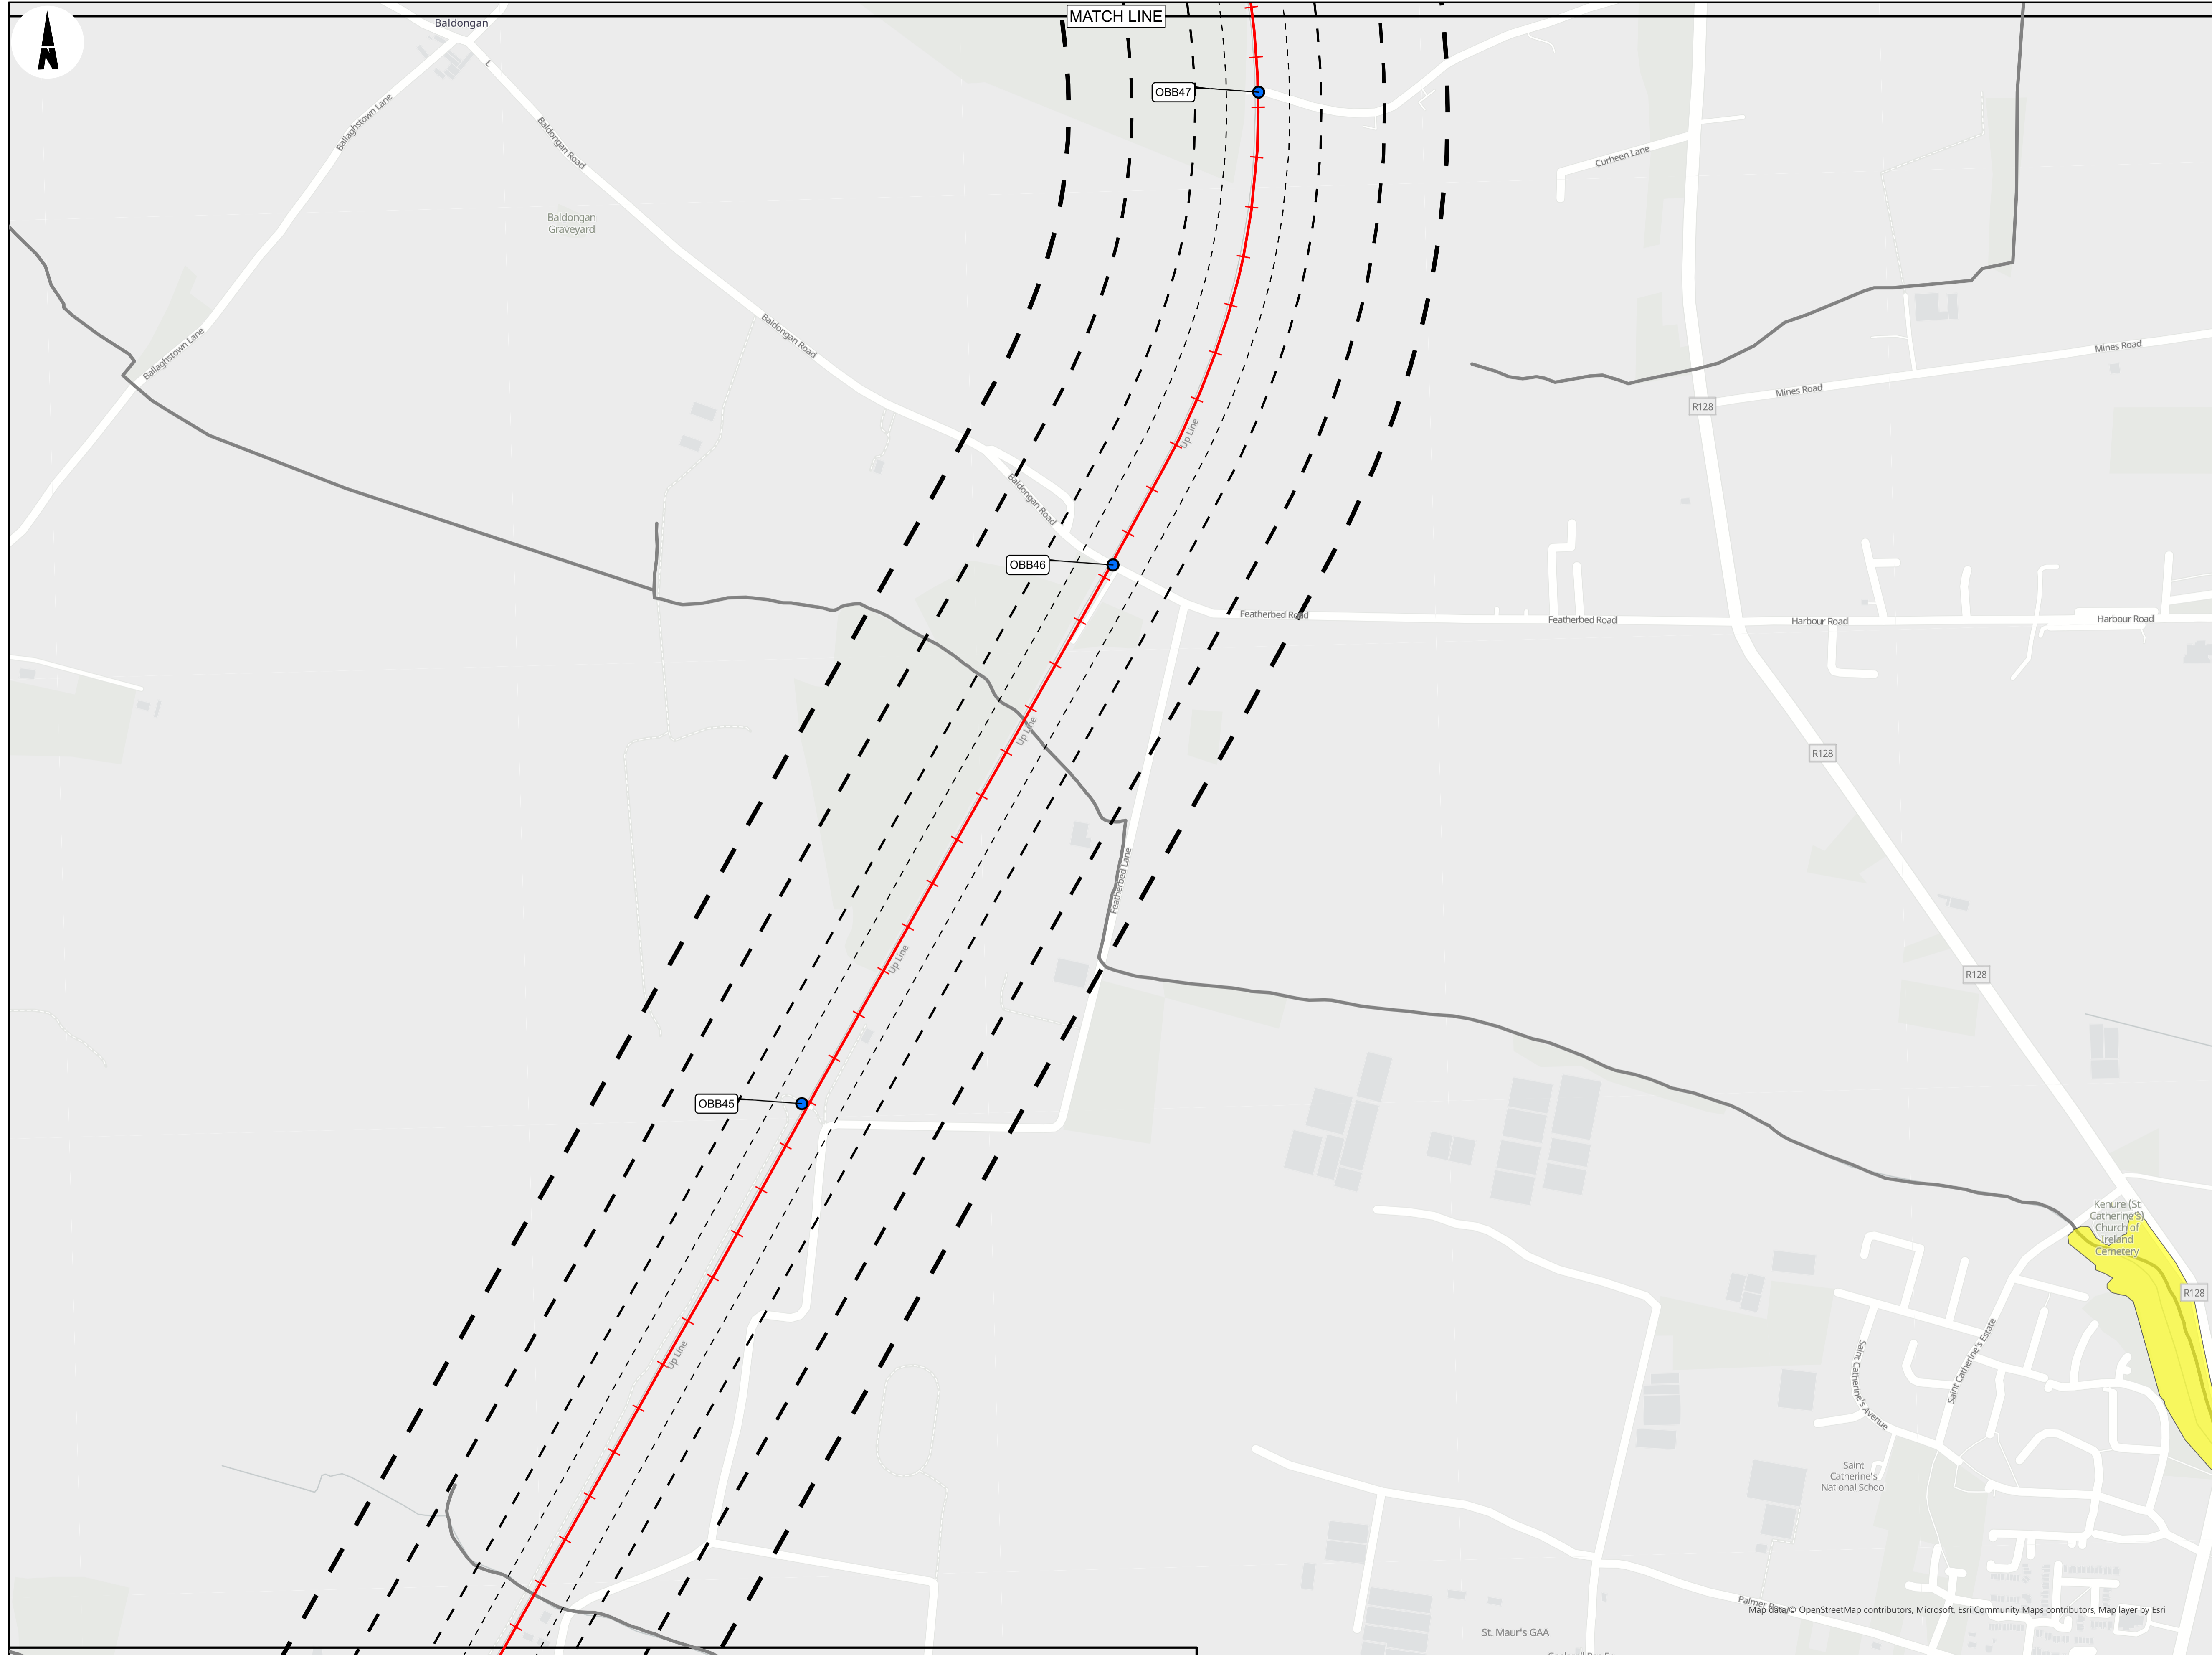 MATCH LINE
Baldongan
N
OBB47
Ballaghstown Lane
Baldongan Road
Curheen Lane
Baldongan
Graveyard
Baldongan Road
Ballaghstown Lane
Mines Road
Mines Road
R128
Up Line
Baldongan Road
OBB46
Featherbed Road
Featherbed Road
Harbour Road
Harbour Road
Up Line
R128
Featherbed Lane
Up Line
R128
OBB45
Kenure (St
Catherine's)
Church of
Ireland
Cemetery
R128
Up Line
Saint Catherine's Estate
Saint Catherine's Avenue
Saint
Catherine's
National School
Palmer
Map data © OpenStreetMap contributors, Microsoft, Esri Community Maps contributors, Map layer by Esri
St. Maur's GAA